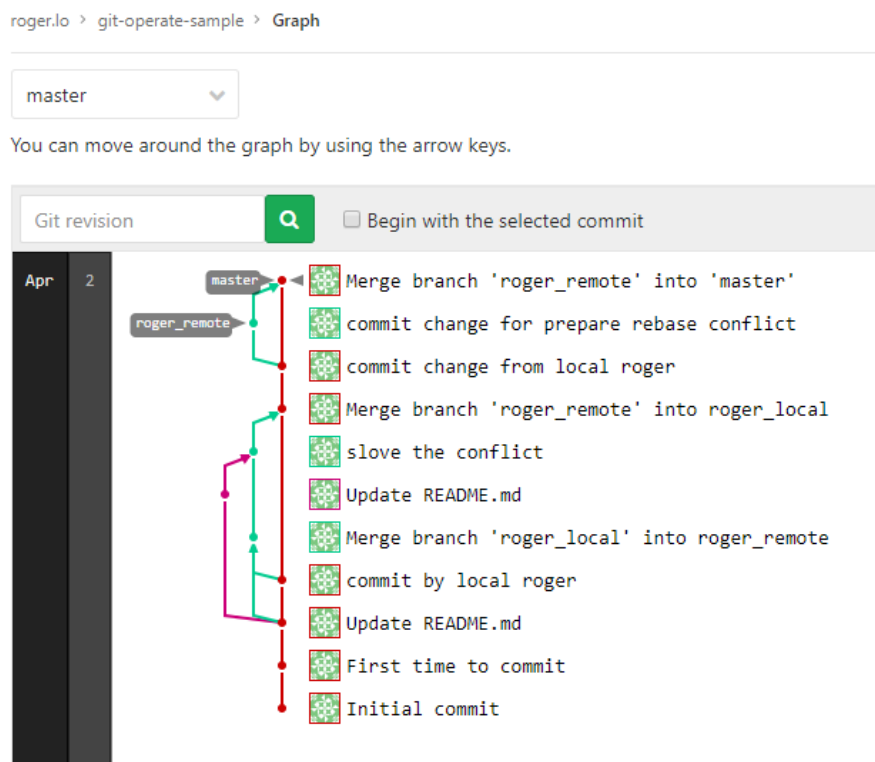 roger.lo > git-operate-sample > Graph
master
You can move around the graph by using the arrow keys.
Git revision
Begin with the selected commit
Apr 2 master Merge branch 'roger_remote' into 'master'
roger_remote commit change for prepare rebase conflict
commit change from local roger
Merge branch 'roger_remote' into roger_local
slove the conflict
Update README.md
Merge branch 'roger_local' into roger_remote
commit by local roger
Update README.md
First time to commit
Initial commit